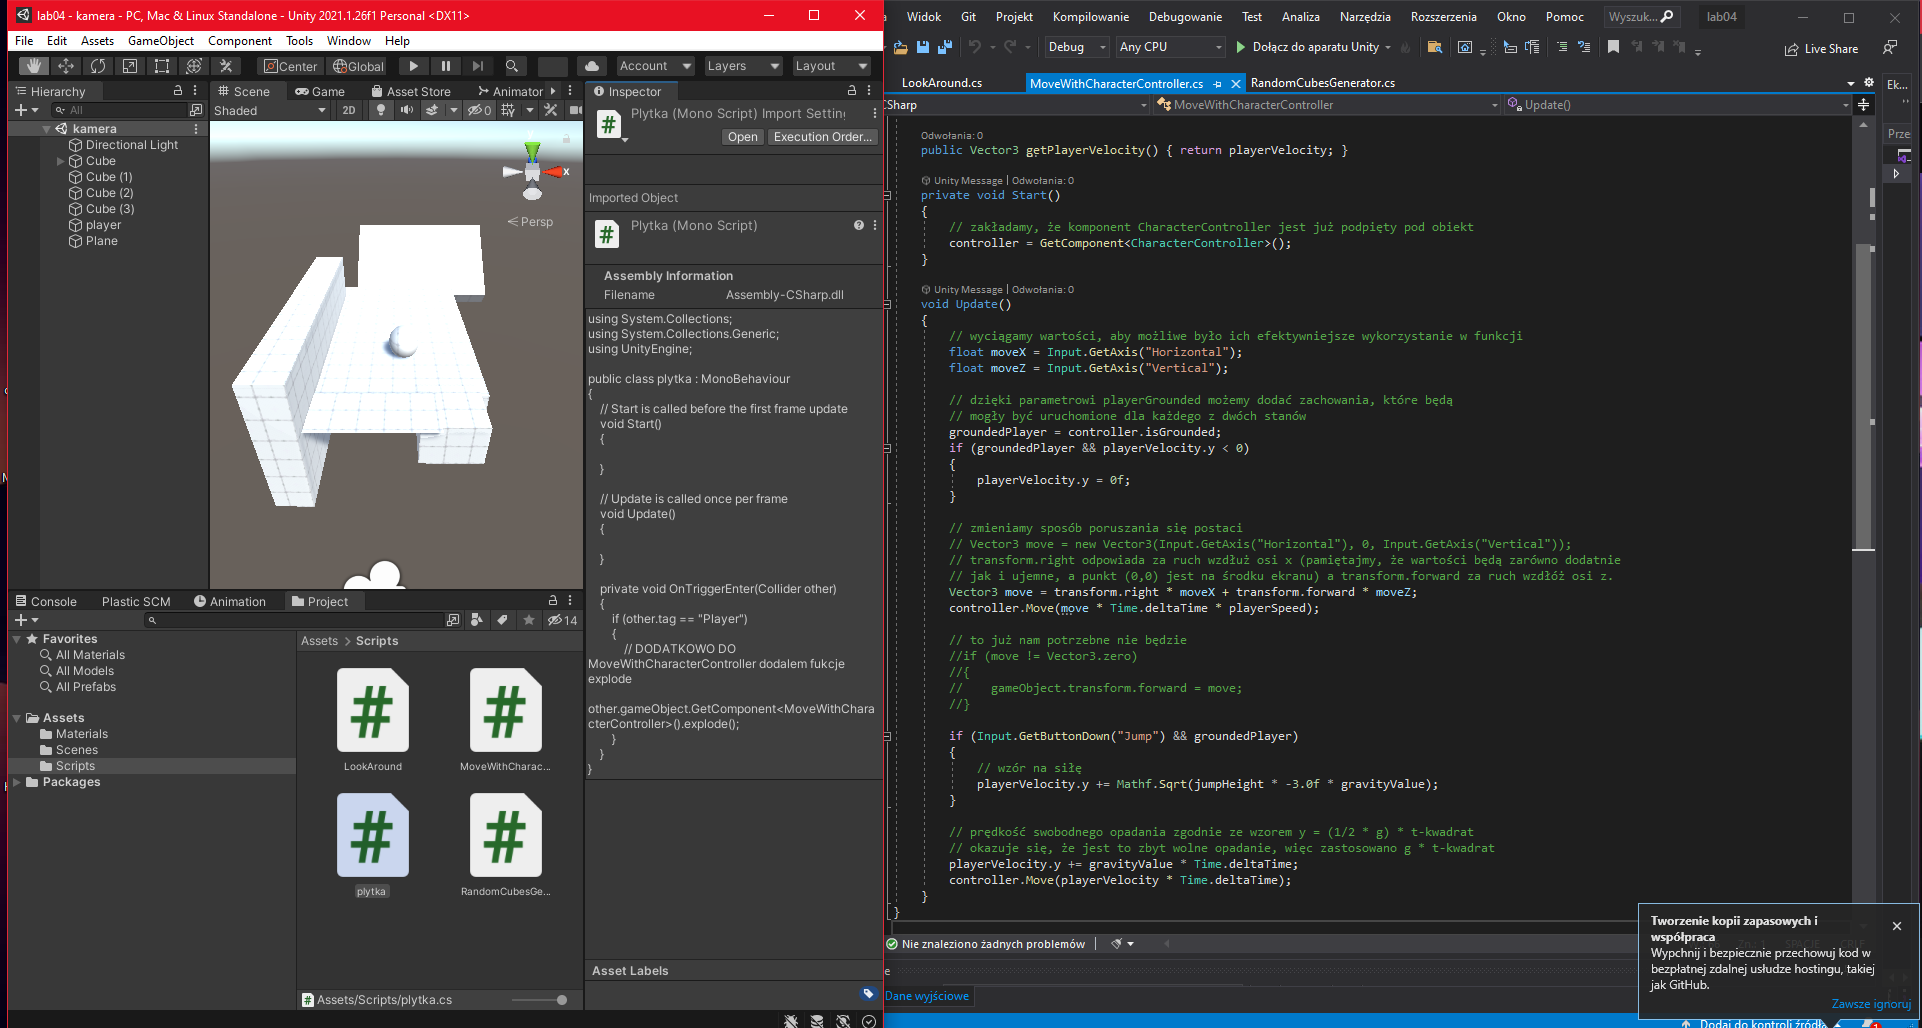 lab04 - kamera - PC, Mac & Linux Standalone - Unity 2021.1.26f1 Personal <DX11>
File Edit Assets GameObject Component Tools Window Help
Center Global Account Layers Layout
Hierarchy
All
kamera
Directional Light
Cube
Cube (1)
Cube (2)
Cube (3)
player
Plane
Scene Game Asset Store Animator
Shaded 2D 0
x
Persp
Inspector
Plytka (Mono Script) Import Settin
Open Execution Order...
Imported Object
Plytka (Mono Script)
Assembly Information
Filename Assembly-CSharp.dll
using System.Collections;
using System.Collections.Generic;
using UnityEngine;
public class plytka : MonoBehaviour
{
// Start is called before the first frame update
void Start()
{
}
// Update is called once per frame
void Update()
{
}
private void OnTriggerEnter(Collider other)
{
if (other.tag == "Player")
{
// DODATKOWO DO
MoveWithCharacterController dodalem fukcje
explode
other.gameObject.GetComponent<MoveWithChara
cterController>().explode();
}
}
}
Asset Labels
Console Plastic SCM Animation Project
14
Favorites
All Materials
All Models
All Prefabs
Assets
Materials
Scenes
Scripts
Packages
Assets > Scripts
LookAround MoveWithCharac...
plytka RandomCubesGe...
Assets/Scripts/plytka.cs
Widok Git Projekt Kompilowanie Debugowanie Test Analiza Narzędzia Rozszerzenia Okno Pomoc Wyszuk... lab04
Debug Any CPU Dołącz do aparatu Unity Live Share
LookAround.cs MoveWithCharacterController.cs RandomCubesGenerator.cs
CSharp MoveWithCharacterController Update()
Ek...
Prze
Odwołania: 0
public Vector3 getPlayerVelocity() { return playerVelocity; }
Unity Message | Odwołania: 0
private void Start()
{
// zakładamy, że komponent CharacterController jest już podpięty pod obiekt
controller = GetComponent<CharacterController>();
}
Unity Message | Odwołania: 0
void Update()
{
// wyciągamy wartości, aby możliwe było ich efektywniejsze wykorzystanie w funkcji
float moveX = Input.GetAxis("Horizontal");
float moveZ = Input.GetAxis("Vertical");
// dzięki parametrowi playerGrounded możemy dodać zachowania, które będą
// mogły być uruchomione dla każdego z dwóch stanów
groundedPlayer = controller.isGrounded;
if (groundedPlayer && playerVelocity.y < 0)
{
playerVelocity.y = 0f;
}
// zmieniamy sposób poruszania się postaci
// Vector3 move = new Vector3(Input.GetAxis("Horizontal"), 0, Input.GetAxis("Vertical"));
// transform.right odpowiada za ruch wzdłuż osi x (pamiętajmy, że wartości będą zarówno dodatnie
// jak i ujemne, a punkt (0,0) jest na środku ekranu) a transform.forward za ruch wzdłóż osi z.
Vector3 move = transform.right * moveX + transform.forward * moveZ;
controller.Move(move * Time.deltaTime * playerSpeed);
// to już nam potrzebne nie będzie
//if (move != Vector3.zero)
//{
// gameObject.transform.forward = move;
//}
if (Input.GetButtonDown("Jump") && groundedPlayer)
{
// wzór na siłę
playerVelocity.y += Mathf.Sqrt(jumpHeight * -3.0f * gravityValue);
}
// prędkość swobodnego opadania zgodnie ze wzorem y = (1/2 * g) * t-kwadrat
// okazuje się, że jest to zbyt wolne opadanie, więc zastosowano g * t-kwadrat
playerVelocity.y += gravityValue * Time.deltaTime;
controller.Move(playerVelocity * Time.deltaTime);
}
}
Nie znaleziono żadnych problemów
Dane wyjściowe
Tworzenie kopii zapasowych i
współpraca
Wypchnij i bezpiecznie przechowuj kod w
bezpłatnej zdalnej usłudze hostingu, takiej
jak GitHub.
Zawsze ignoruj
Dodaj do kontroli źródła